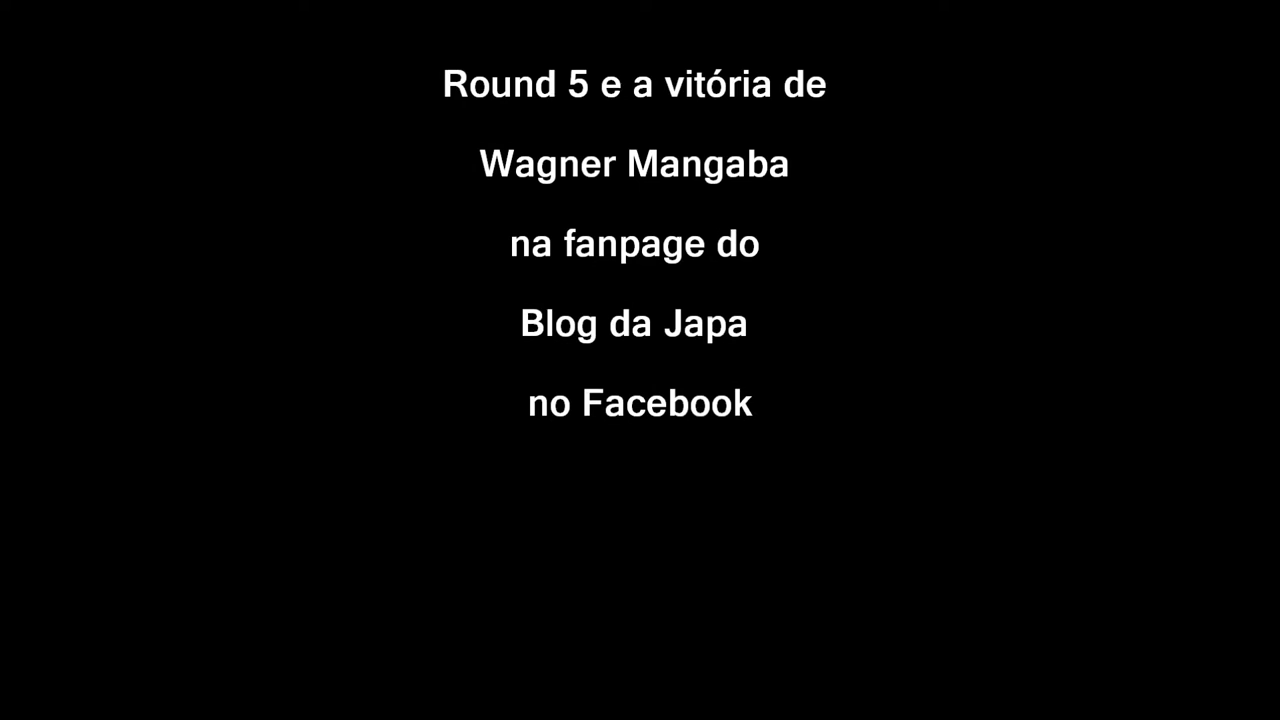 Round 5 e a vitória de
Wagner Mangaba
na fanpage do
Blog da Japa
no Facebook